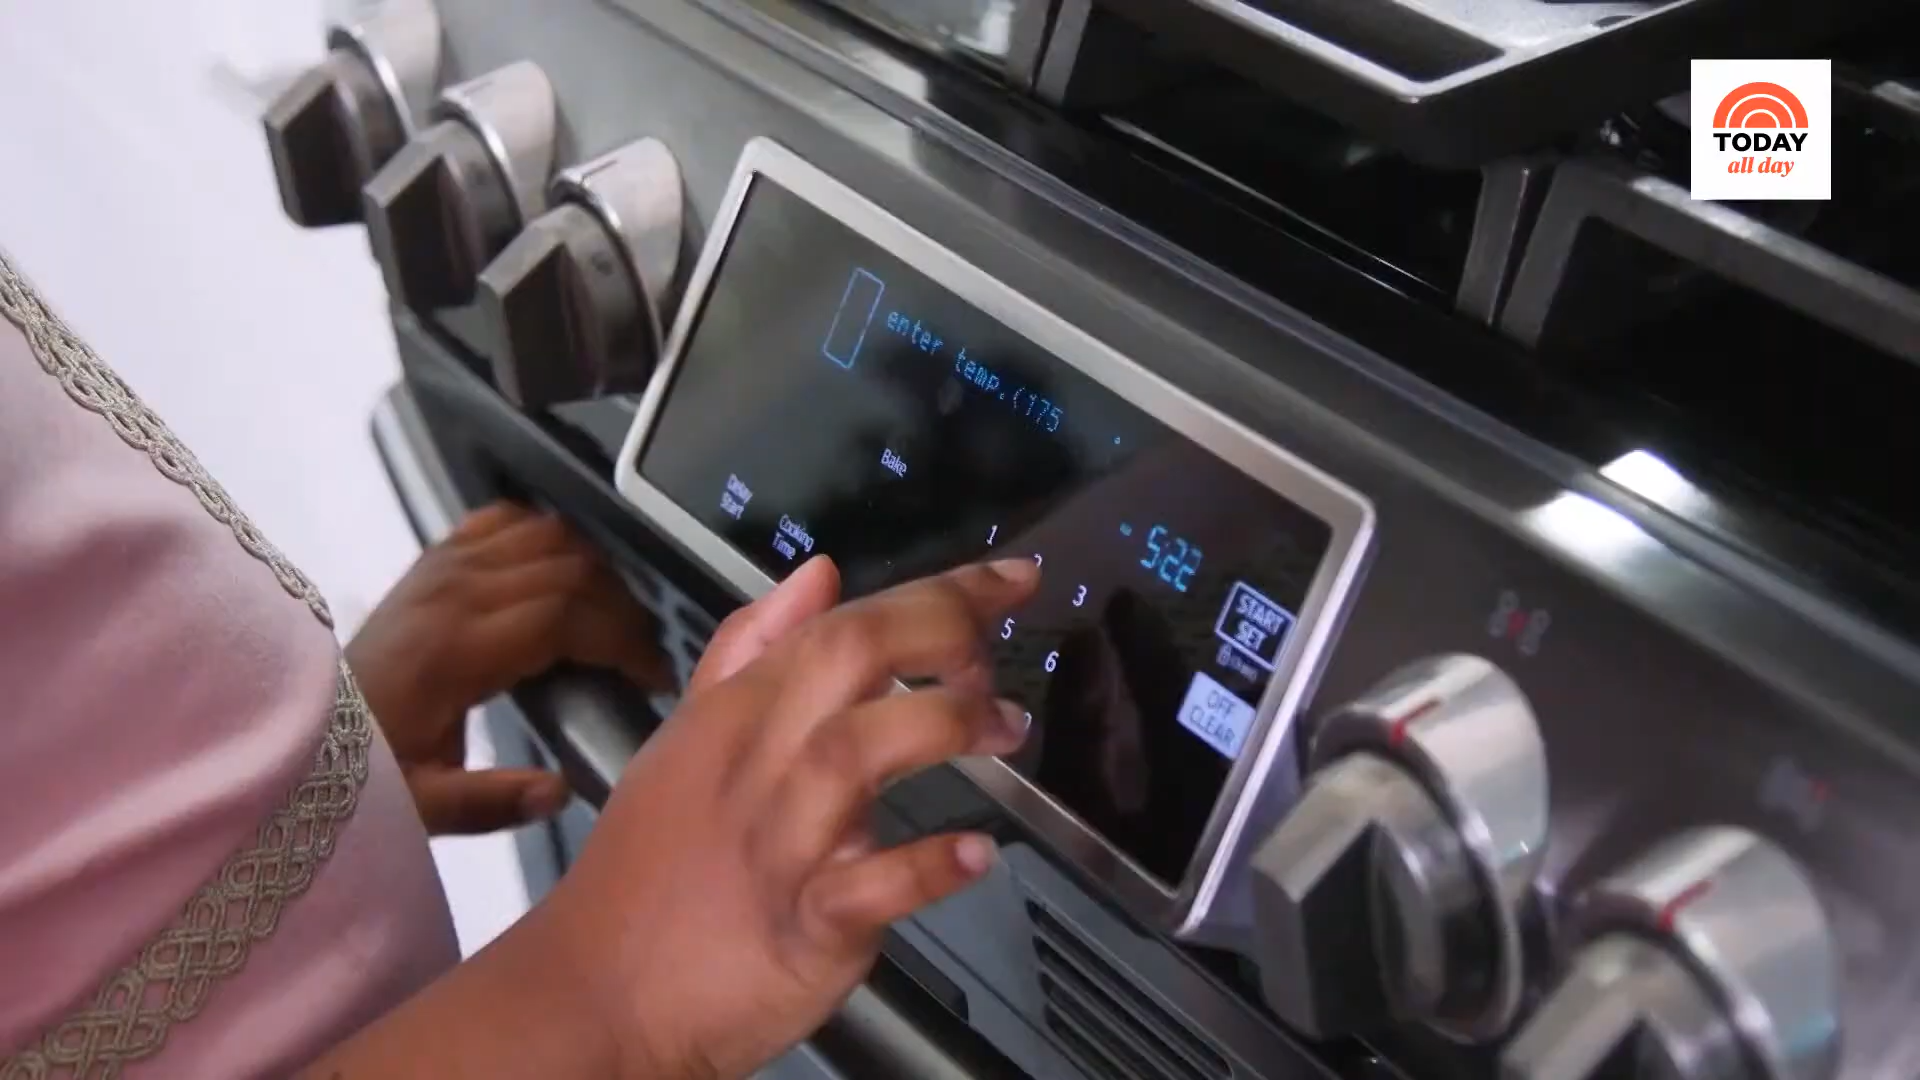 TODAY
all day
enter temp.(175
Bake
Delay
Start
Cooking
Time
1
2
3
5
6
5:22
START
SET
OFF
CLEAR